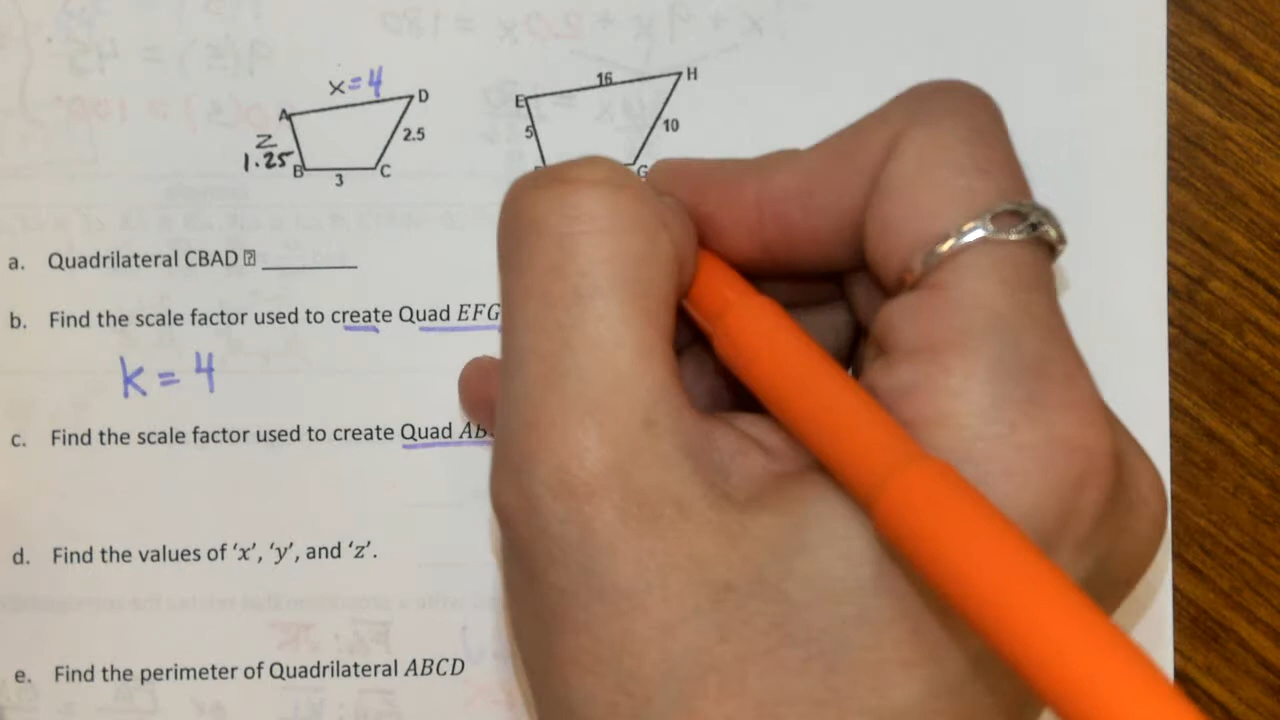 x=4
A
D
z
1.25
2.5
B
3
C
16
H
E
5
10
G
a. Quadrilateral CBAD ⍰ ________
b. Find the scale factor used to create Quad EFG
k = 4
c. Find the scale factor used to create Quad AB
d. Find the values of ‘x’, ‘y’, and ‘z’.
e. Find the perimeter of Quadrilateral ABCD